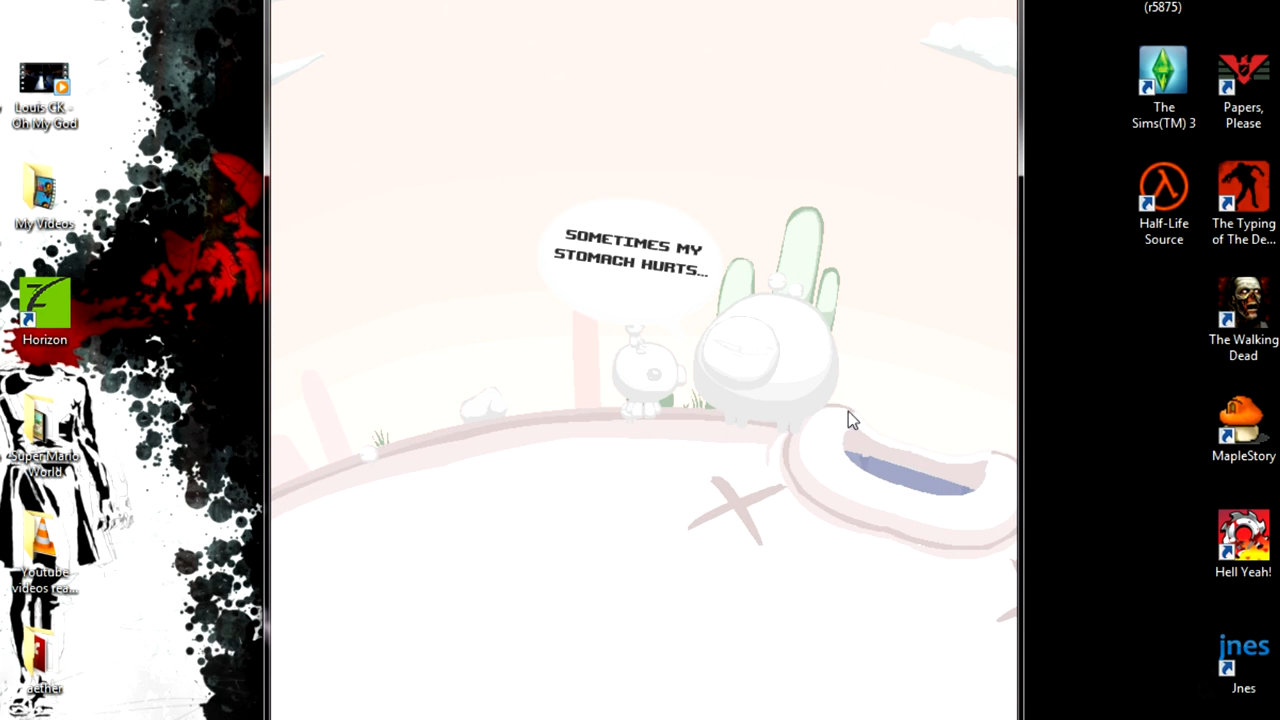 Louis CK -
Oh My God
My Videos
Horizon
Super Mario
World
Youtube
videos rea...
aether
SOMETIMES MY
STOMACH HURTS...
(r5875)
The
Sims(TM) 3
Papers,
Please
Half-Life
Source
The Typing
of The De...
The Walking
Dead
MapleStory
Hell Yeah!
jnes
Jnes